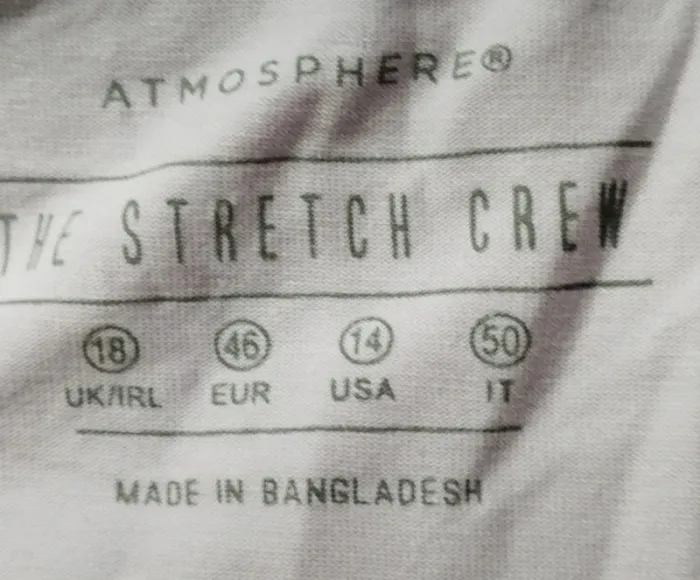 ATMOSPHERE®
THE STRETCH CREW
18 46 14 50
UK/IRL EUR USA IT
MADE IN BANGLADESH